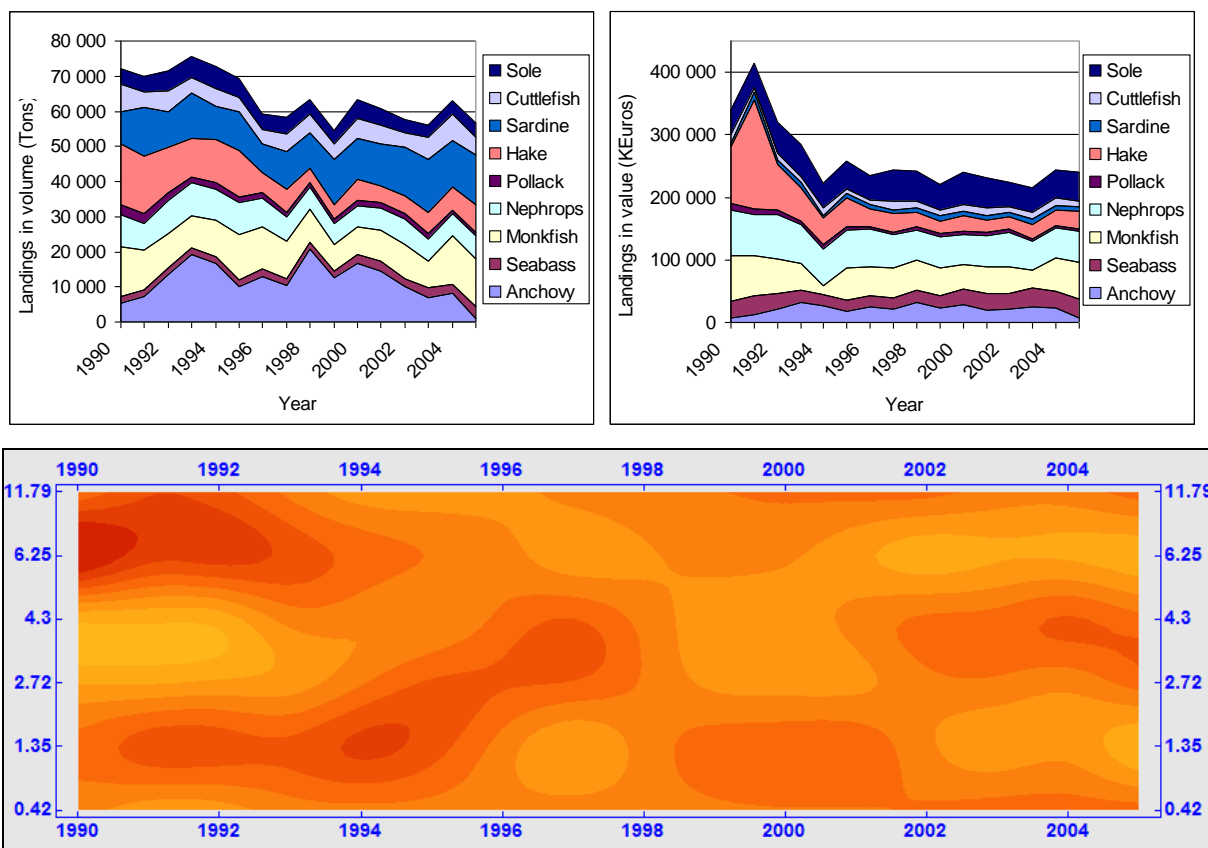 80 000
70 000
60 000
50 000
40 000
30 000
20 000
10 000
0
Landings in volume (Tons)
1990
1992
1994
1996
1998
2000
2002
2004
Year
Sole
Cuttlefish
Sardine
Hake
Pollack
Nephrops
Monkfish
Seabass
Anchovy
400 000
300 000
200 000
100 000
0
Landings in value (KEuros)
1990
1992
1994
1996
1998
2000
2002
2004
Year
Sole
Cuttlefish
Sardine
Hake
Pollack
Nephrops
Monkfish
Seabass
Anchovy
1990 1992 1994 1996 1998 2000 2002 2004
11.79 11.79
6.25 6.25
4.3 4.3
2.72 2.72
1.35 1.35
0.42 0.42
1990 1992 1994 1996 1998 2000 2002 2004